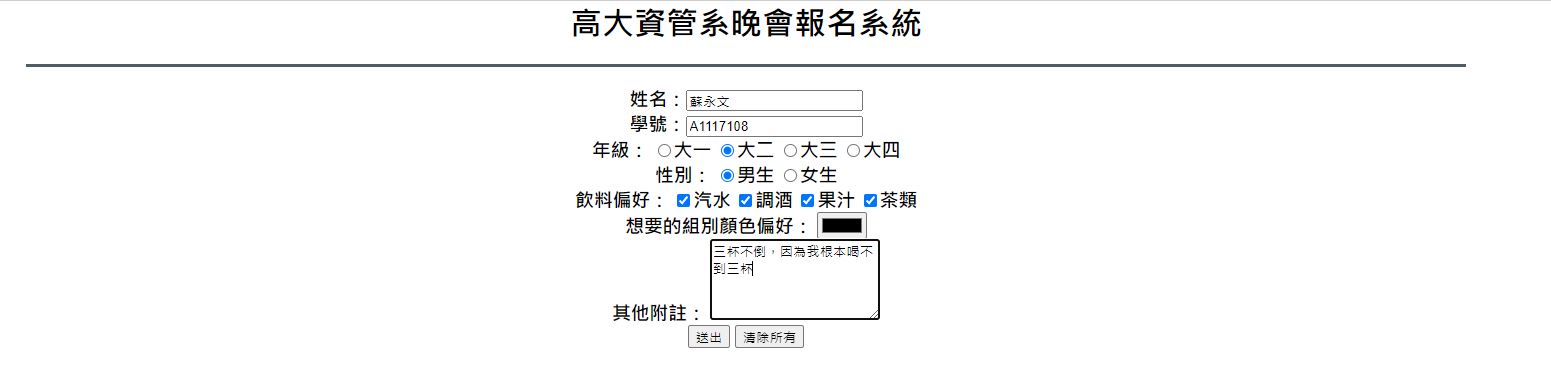 高大資管系晚會報名系統
姓名：蘇永文
學號：A1117108
年級： 大一 大二 大三 大四
性別： 男生 女生
飲料偏好： 汽水 調酒 果汁 茶類
想要的組別顏色偏好：
三杯不倒，因為我根本喝不
到三杯
其他附註：
送出 清除所有